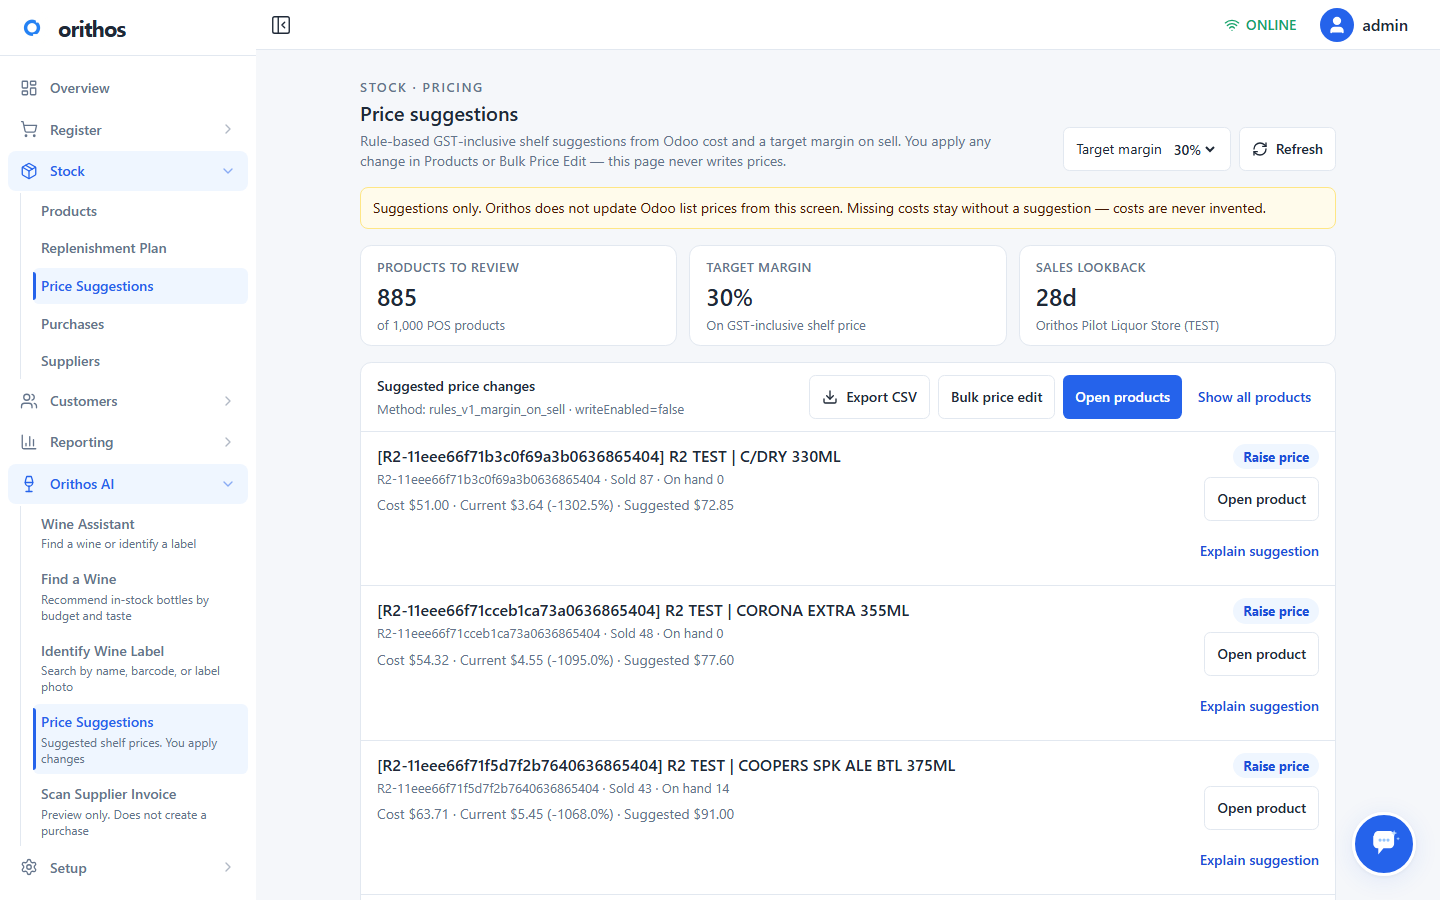 orithos
ONLINE
admin
Overview
Register
Stock
Products
Replenishment Plan
Price Suggestions
Purchases
Suppliers
Customers
Reporting
Orithos AI
Wine Assistant
Find a wine or identify a label
Find a Wine
Recommend in-stock bottles by
budget and taste
Identify Wine Label
Search by name, barcode, or label
photo
Price Suggestions
Suggested shelf prices. You apply
changes
Scan Supplier Invoice
Preview only. Does not create a
purchase
Setup
STOCK · PRICING
Price suggestions
Rule-based GST-inclusive shelf suggestions from Odoo cost and a target margin on sell. You apply any
change in Products or Bulk Price Edit — this page never writes prices.
Target margin 30%
Refresh
Suggestions only. Orithos does not update Odoo list prices from this screen. Missing costs stay without a suggestion — costs are never invented.
PRODUCTS TO REVIEW
885
of 1,000 POS products
TARGET MARGIN
30%
On GST-inclusive shelf price
SALES LOOKBACK
28d
Orithos Pilot Liquor Store (TEST)
Suggested price changes
Method: rules_v1_margin_on_sell · writeEnabled=false
Export CSV
Bulk price edit
Open products
Show all products
[R2-11eee66f71b3c0f69a3b0636865404] R2 TEST | C/DRY 330ML
R2-11eee66f71b3c0f69a3b0636865404 · Sold 87 · On hand 0
Cost $51.00 · Current $3.64 (-1302.5%) · Suggested $72.85
Raise price
Open product
Explain suggestion
[R2-11eee66f71cceb1ca73a0636865404] R2 TEST | CORONA EXTRA 355ML
R2-11eee66f71cceb1ca73a0636865404 · Sold 48 · On hand 0
Cost $54.32 · Current $4.55 (-1095.0%) · Suggested $77.60
Raise price
Open product
Explain suggestion
[R2-11eee66f71f5d7f2b7640636865404] R2 TEST | COOPERS SPK ALE BTL 375ML
R2-11eee66f71f5d7f2b7640636865404 · Sold 43 · On hand 14
Cost $63.71 · Current $5.45 (-1068.0%) · Suggested $91.00
Raise price
Open product
Explain suggestion